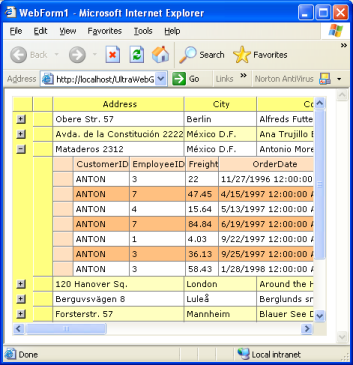 WebForm1 - Microsoft Internet Explorer
File Edit View Favorites Tools Help
Back Search Favorites
Address http://localhost/UltraWebG Go Links » Norton AntiVirus
Address City Co
Obere Str. 57 Berlin Alfreds Futte
Avda. de la Constitución 2222 México D.F. Ana Trujillo E
Mataderos 2312 México D.F. Antonio More
CustomerID EmployeeID Freight OrderDate
ANTON 3 22 11/27/1996 12:00:00
ANTON 7 47.45 4/15/1997 12:00:00 A
ANTON 4 15.64 5/13/1997 12:00:00 A
ANTON 7 84.84 6/19/1997 12:00:00 A
ANTON 1 4.03 9/22/1997 12:00:00 A
ANTON 3 36.13 9/25/1997 12:00:00 A
ANTON 3 58.43 1/28/1998 12:00:00 A
120 Hanover Sq. London Around the H
Berguvsvägen 8 Luleå Berglunds sn
Forsterstr. 57 Mannheim Blauer See D
Done Local intranet